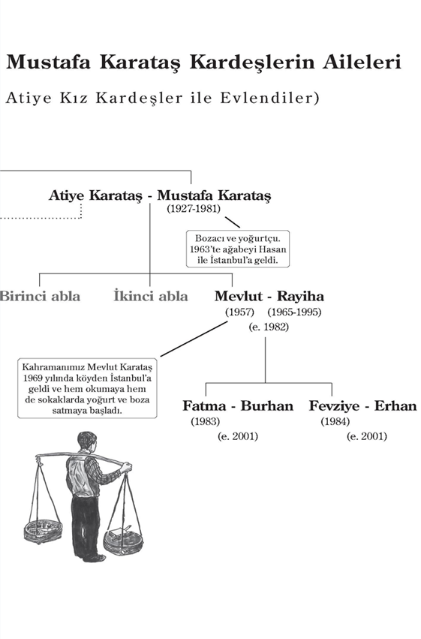 Mustafa Karataş Kardeşlerin Aileleri
Atiye Kız Kardeşler ile Evlendiler)
Atiye Karataş - Mustafa Karataş
(1927-1981)
Bozacı ve yoğurtçu.
1963'te ağabeyi Hasan
ile İstanbul'a geldi.
Birinci abla
İkinci abla
Mevlut - Rayiha
(1957) (1965-1995)
(e. 1982)
Kahramanımız Mevlut Karataş
1969 yılında köyden İstanbul'a
geldi ve hem okumaya hem
de sokaklarda yoğurt ve boza
satmaya başladı.
Fatma - Burhan
(1983)
(e. 2001)
Fevziye - Erhan
(1984)
(e. 2001)